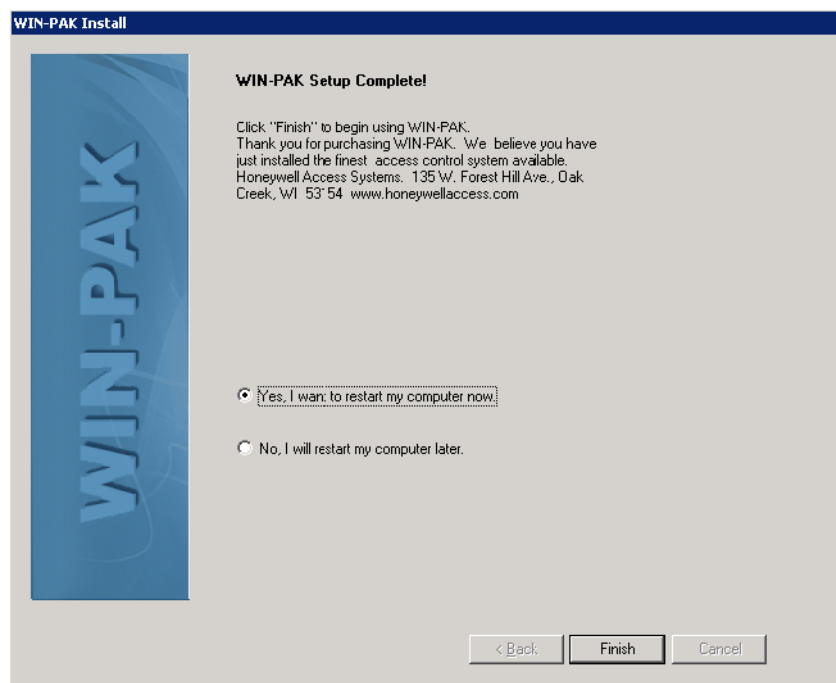 WIN-PAK Install
WIN-PAK
WIN-PAK Setup Complete!
Click "Finish" to begin using WIN-PAK.
Thank you for purchasing WIN-PAK. We believe you have
just installed the finest access control system available.
Honeywell Access Systems. 135 W. Forest Hill Ave., Oak
Creek, WI 53154 www.honeywellaccess.com
Yes, I want to restart my computer now.
No, I will restart my computer later.
< Back
Finish
Cancel